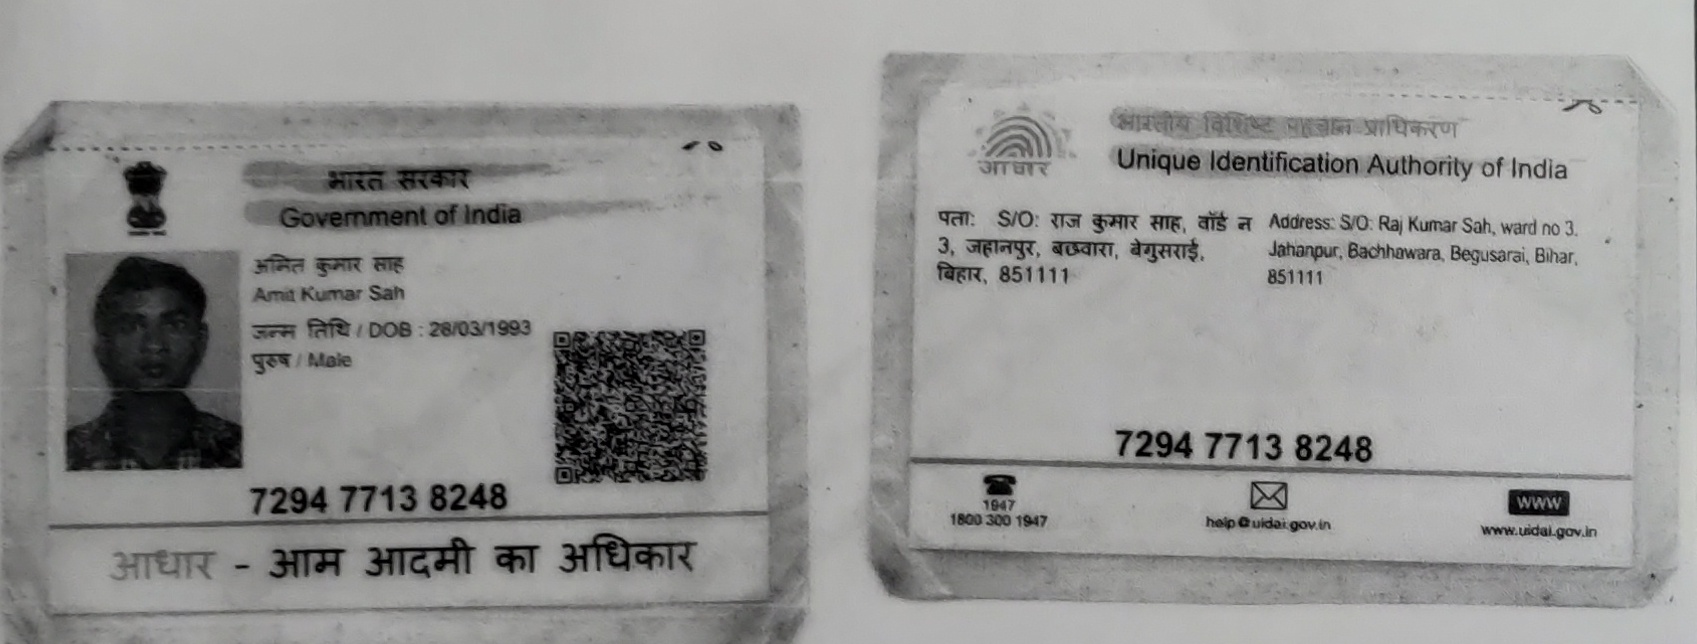 भारत सरकार
Government of India
अमित कुमार साह
Amit Kumar Sah
जन्म तिथि / DOB : 28/03/1993
पुरुष / Male
7294 7713 8248
आधार - आम आदमी का अधिकार
आधार
भारतीय विशिष्ट पहचान प्राधिकरण
Unique Identification Authority of India
पता: S/O: राज कुमार साह, वॉर्ड न
3, जहानपुर, बछवारा, बेगुसराई,
बिहार, 851111
Address: S/O: Raj Kumar Sah, ward no 3.
Jahanpur, Bachhawara, Begusarai, Bihar,
851111
7294 7713 8248
1947
1800 300 1947
help@uidai.gov.in
www
www.uidai.gov.in